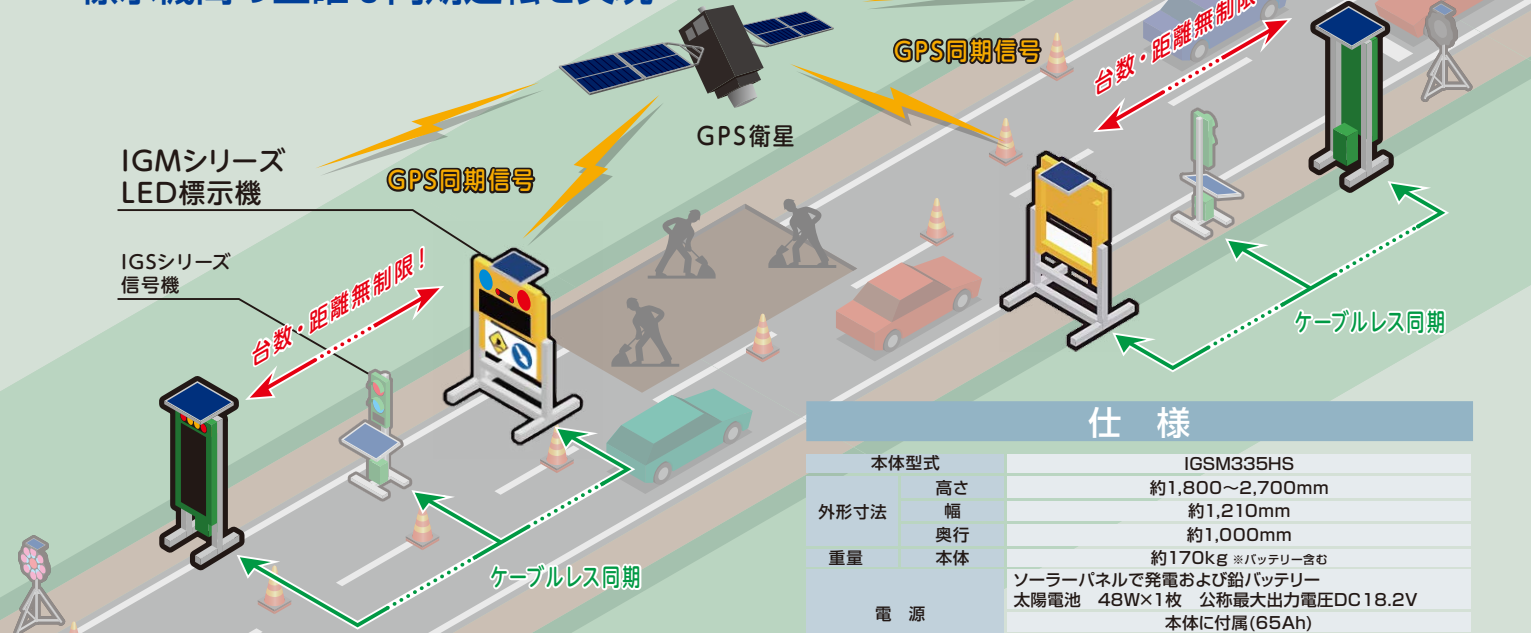 GPS同期信号
台数・距離無制限
GPS衛星
IGMシリーズ
LED標示機
GPS同期信号
IGSシリーズ
信号機
台数・距離無制限!
ケーブルレス同期
ケーブルレス同期
仕 様
本体型式 IGSM335HS
外形寸法 高さ 約1,800～2,700mm
幅 約1,210mm
奥行 約1,000mm
重量 本体 約170kg ※バッテリー含む
電 源 ソーラーパネルで発電および鉛バッテリー
太陽電池 48W×1枚 公称最大出力電圧DC18.2V
本体に付属(65Ah)